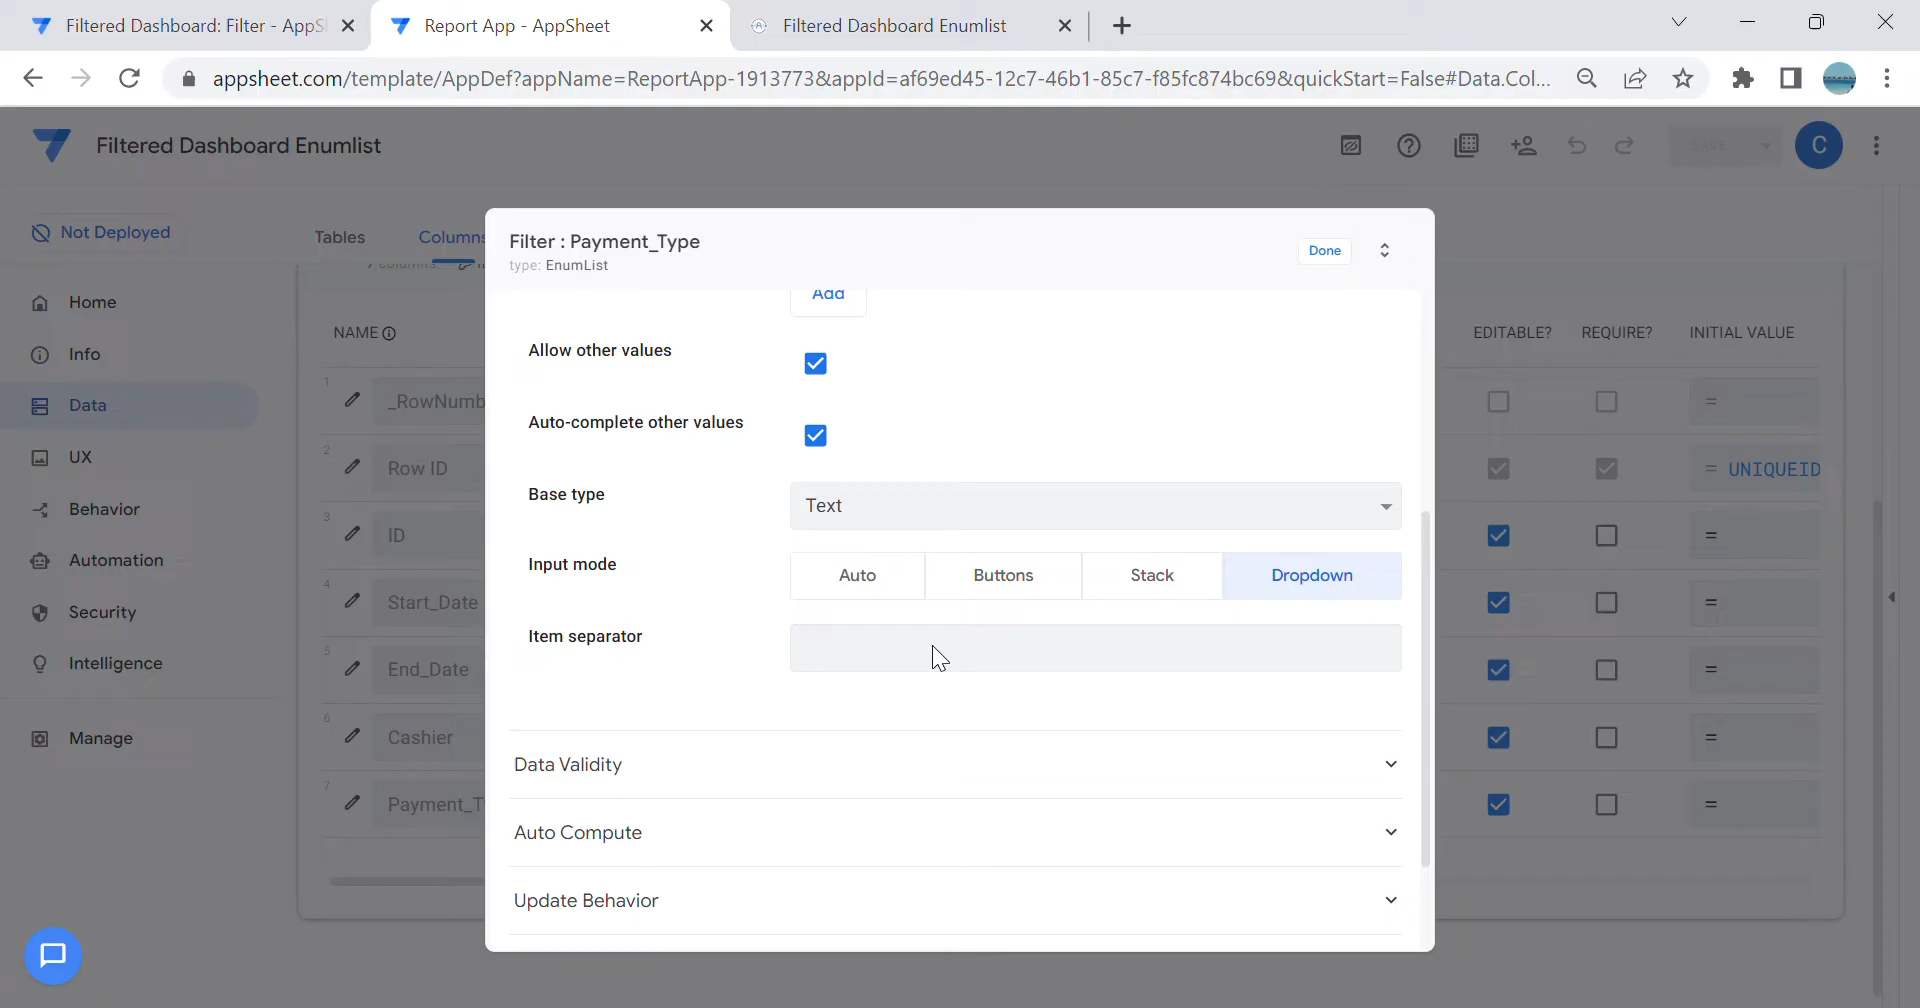 Filtered Dashboard: Filter - AppS
Report App - AppSheet
Filtered Dashboard Enumlist
appsheet.com/template/AppDef?appName=ReportApp-1913773&appId=af69ed45-12c7-46b1-85c7-f85fc874bc69&quickStart=False#Data.Col...
Filtered Dashboard Enumlist
SAVE
C
Not Deployed
Tables
Columns
Home
Info
Data
UX
Behavior
Automation
Security
Intelligence
Manage
NAME
EDITABLE?
REQUIRE?
INITIAL VALUE
1
_RowNumb
=
2
Row ID
= UNIQUEID
3
ID
=
4
Start_Date
=
5
End_Date
=
6
Cashier
=
7
Payment_T
=
Filter : Payment_Type
type: EnumList
Done
Add
Allow other values
Auto-complete other values
Base type
Text
Input mode
Auto
Buttons
Stack
Dropdown
Item separator
Data Validity
Auto Compute
Update Behavior